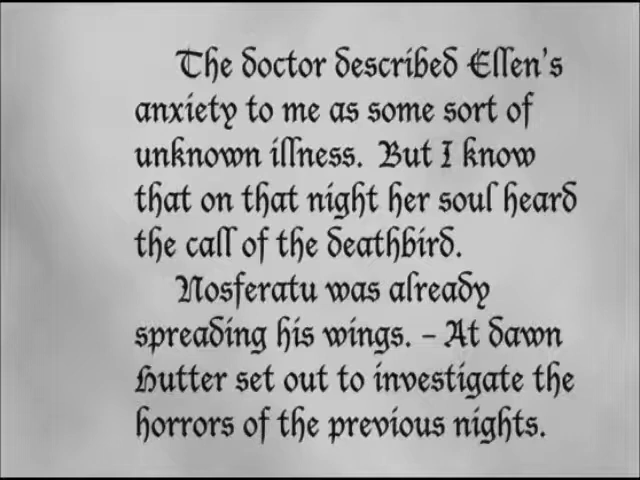 The doctor described Ellen's
anxiety to me as some sort of
unknown illness. But I know
that on that night her soul heard
the call of the deathbird.
Nosferatu was already
spreading his wings. – At dawn
Hutter set out to investigate the
horrors of the previous nights.